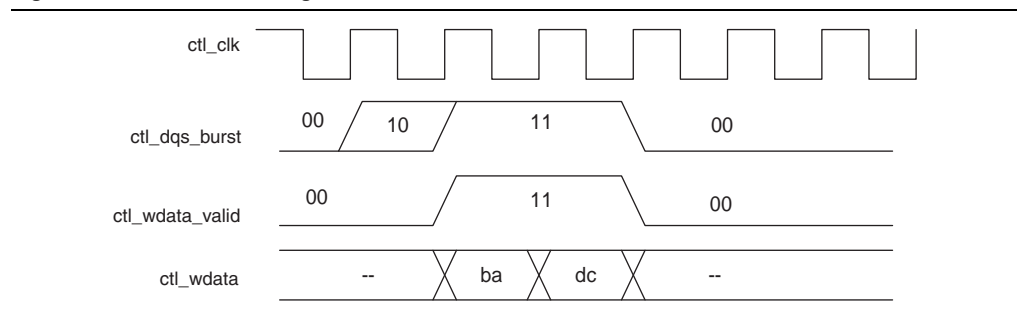 ctl_clk
ctl_dqs_burst 00 10 11 00
ctl_wdata_valid 00 11 00
ctl_wdata -- ba dc --